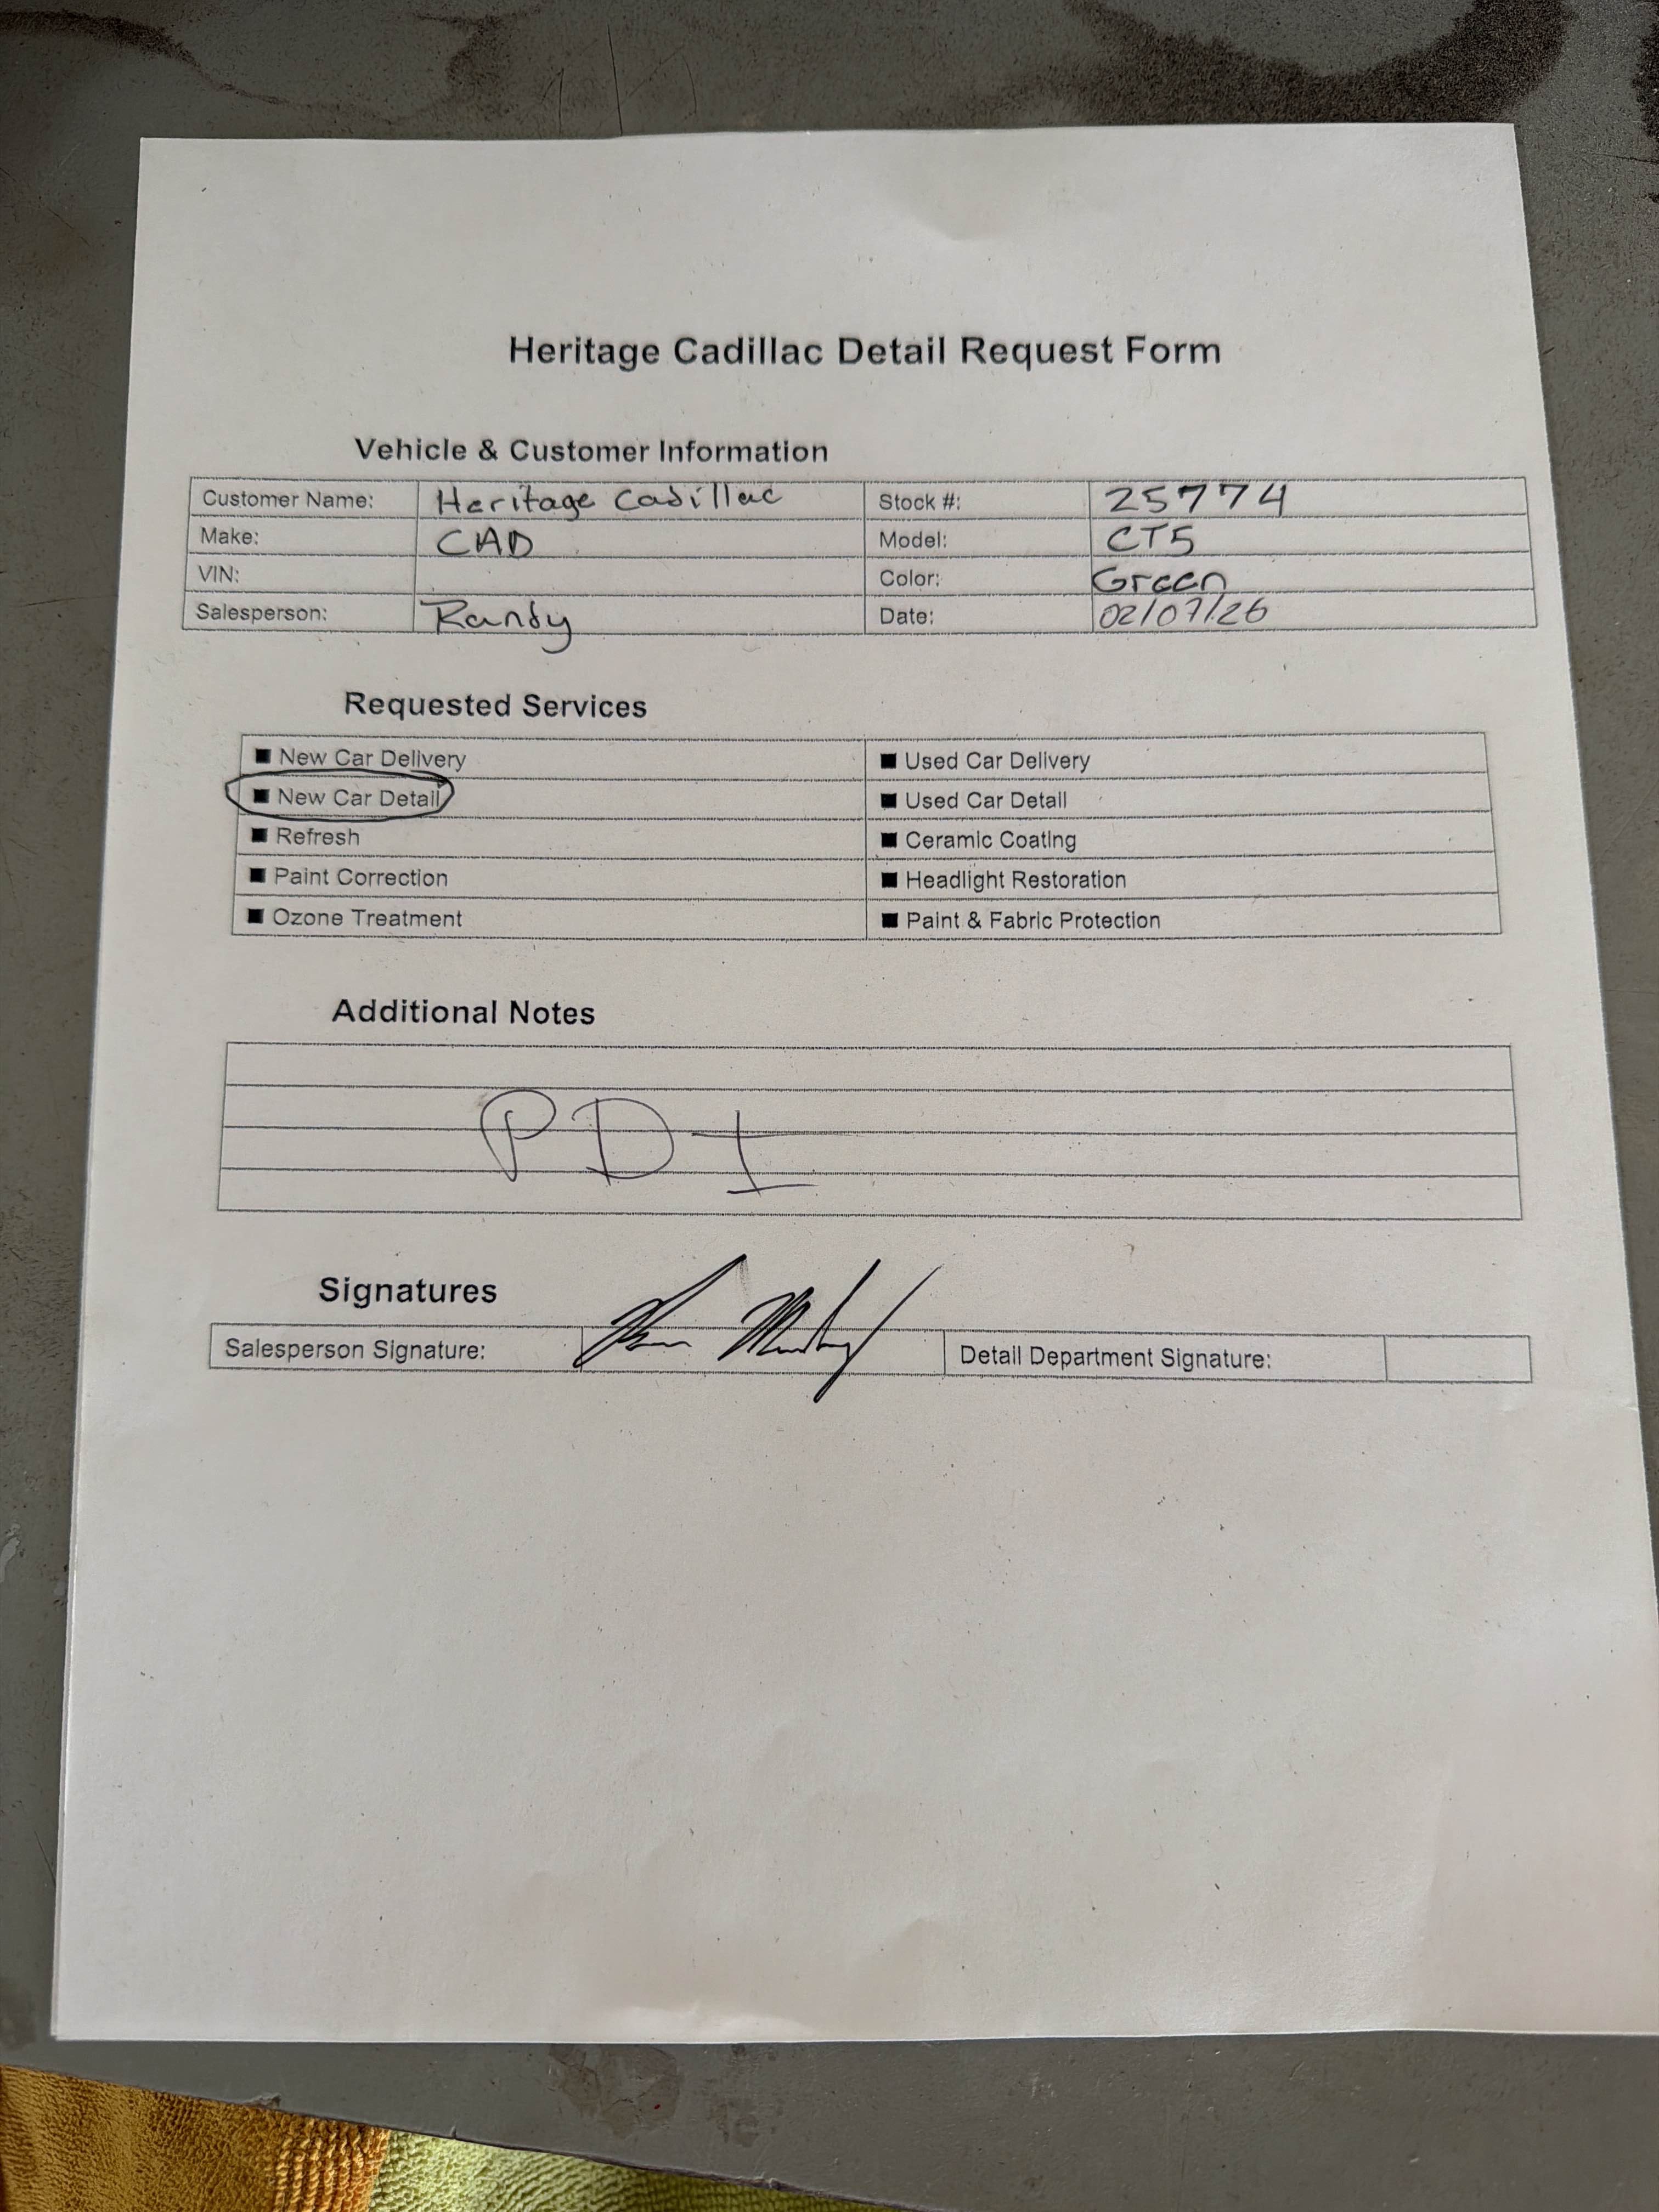 Heritage Cadillac Detail Request Form
Vehicle & Customer Information
Customer Name: Heritage Cadillac Stock #: 25774
Make: CAD Model: CT5
VIN: Color: Green
Salesperson: Randy Date: 02/07/26
Requested Services
■ New Car Delivery ■ Used Car Delivery
■ New Car Detail ■ Used Car Detail
■ Refresh ■ Ceramic Coating
■ Paint Correction ■ Headlight Restoration
■ Ozone Treatment ■ Paint & Fabric Protection
Additional Notes
PDI
Signatures
Salesperson Signature: Detail Department Signature: